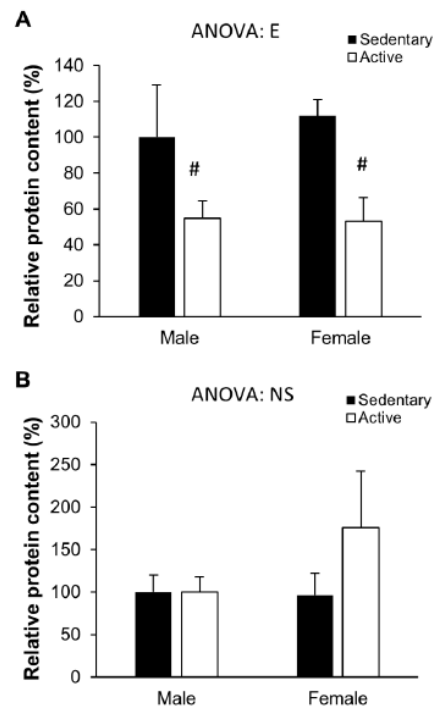 A
ANOVA: E
Sedentary
Active
Relative protein content (%)
140
120
100
80
60
40
20
0
#
#
Male
Female
B
ANOVA: NS
Sedentary
Active
Relative protein content (%)
300
250
200
150
100
50
0
Male
Female